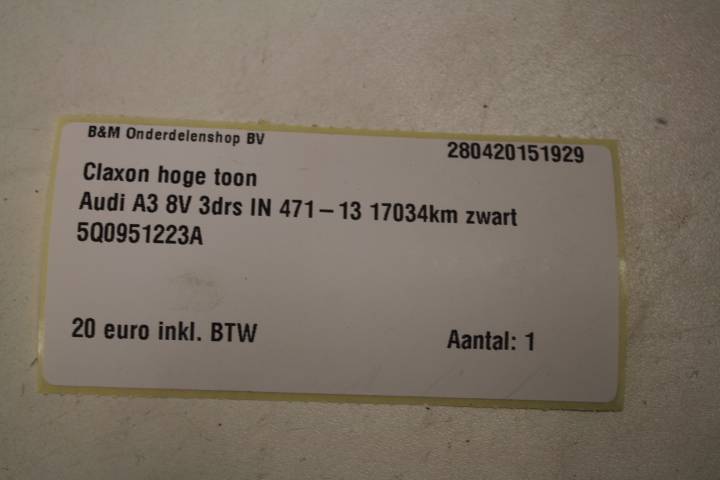 B&M Onderdelenshop BV
280420151929
Claxon hoge toon
Audi A3 8V 3drs IN 471-13 17034km zwart
5Q0951223A
20 euro inkl. BTW
Aantal: 1